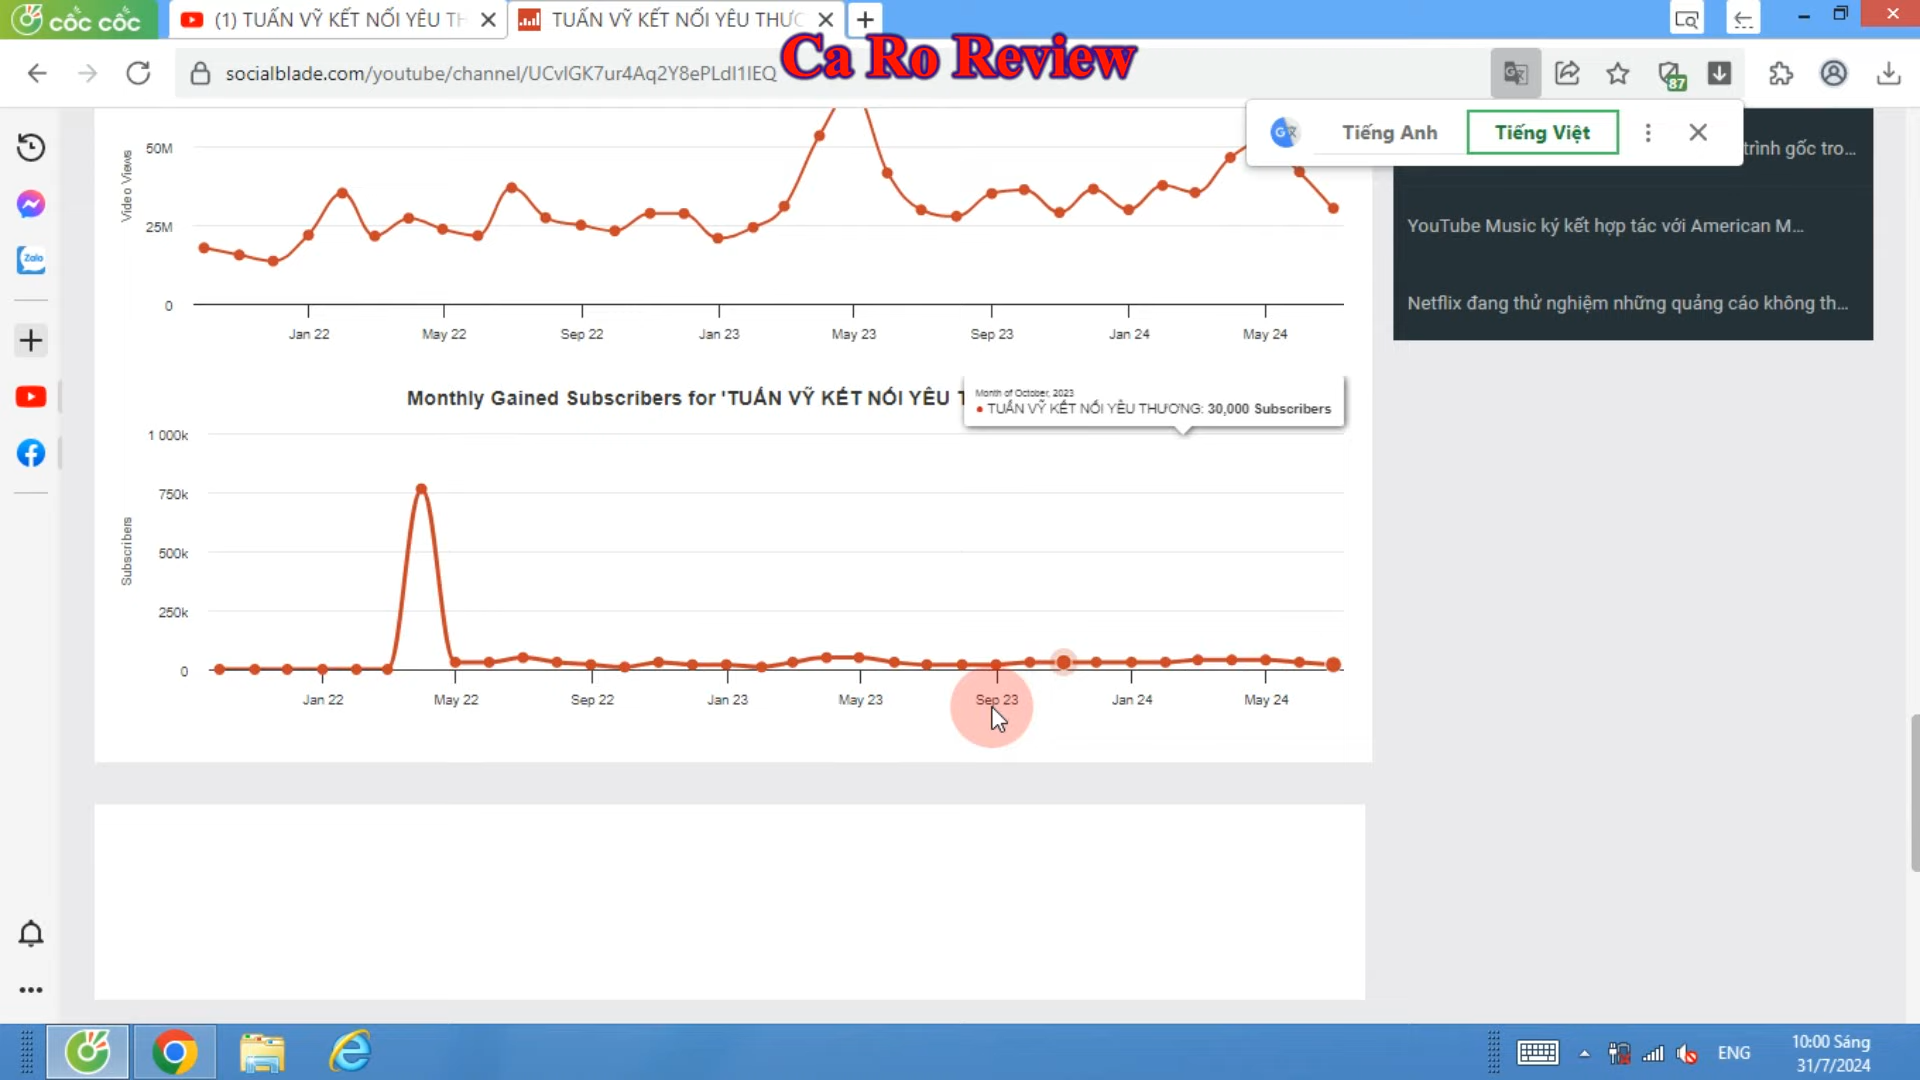 cốc cốc
(1) TUẤN VỸ KẾT NỐI YÊU TH
TUẤN VỸ KẾT NỐI YÊU THƯƠ
Ca Ro Review
socialblade.com/youtube/channel/UCvIGK7ur4Aq2Y8ePLdI1IEQ
87
Tiếng Anh
Tiếng Việt
trình gốc tro...
YouTube Music ký kết hợp tác với American M...
Netflix đang thử nghiệm những quảng cáo không th...
Zalo
Video Views
50M
25M
0
Jan 22
May 22
Sep 22
Jan 23
May 23
Sep 23
Jan 24
May 24
Monthly Gained Subscribers for 'TUẤN VỸ KẾT NỐI YÊU T
Month of October, 2023
TUẤN VỸ KẾT NỐI YÊU THƯƠNG: 30,000 Subscribers
Subscribers
1 000k
750k
500k
250k
0
Jan 22
May 22
Sep 22
Jan 23
May 23
Sep 23
Jan 24
May 24
ENG
10:00 Sáng
31/7/2024